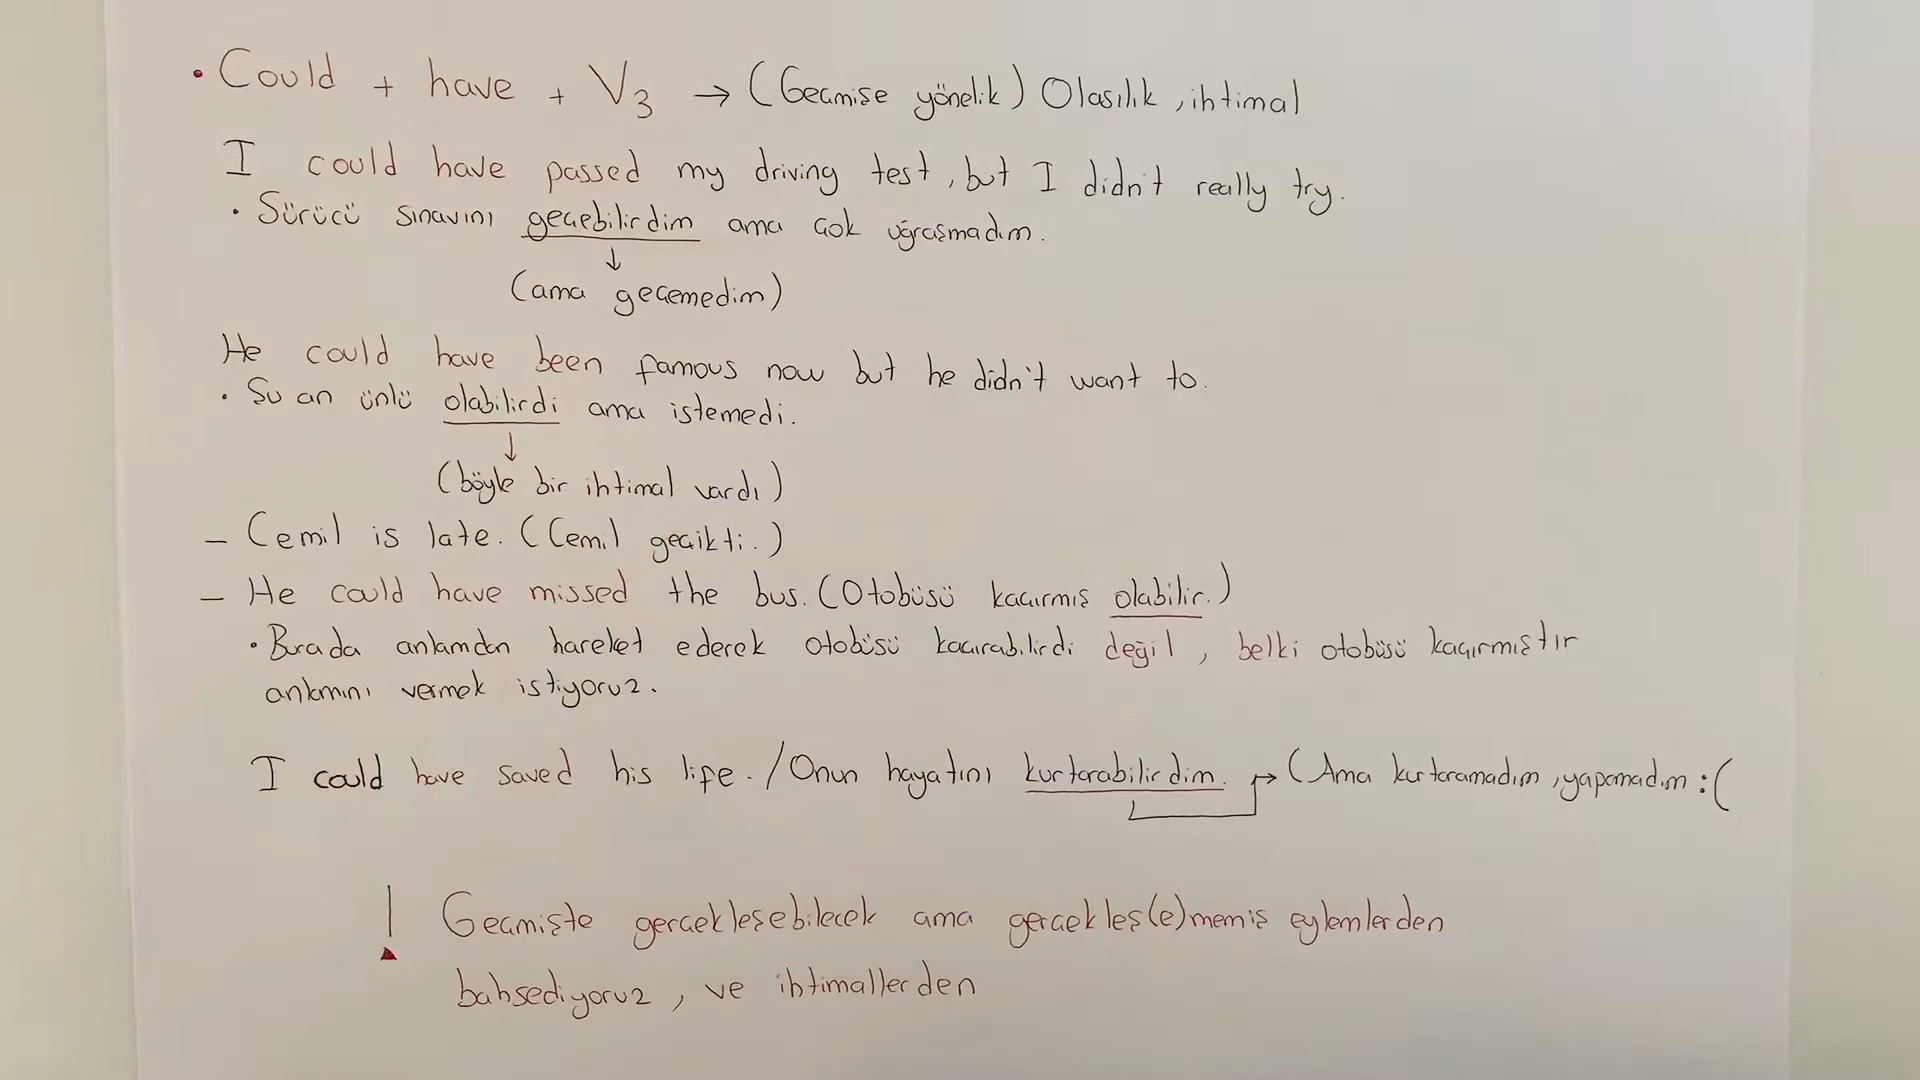 • Could + have + V3 → (Geçmişe yönelik) Olasılık, ihtimal
I could have passed my driving test, but I didn't really try.
• Sürücü sınavını geçebilirdim ama çok uğraşmadım.
↓
(ama geçemedim)
He could have been famous now but he didn't want to.
• Şu an ünlü olabilirdi ama istemedi.
↓
(böyle bir ihtimal vardı)
– Cemil is late. (Cemil gecikti.)
– He could have missed the bus. (Otobüsü kaçırmış olabilir.)
• Burada anlamdan hareket ederek otobüsü kaçırabilirdi değil, belki otobüsü kaçırmıştır
anlamını vermek istiyoruz.
I could have saved his life. / Onun hayatını kurtarabilirdim. → (Ama kurtaramadım, yapamadım :(
! Geçmişte gerçekleşebilecek ama gerçekleş(e)memiş eylemlerden
bahsediyoruz, ve ihtimallerden